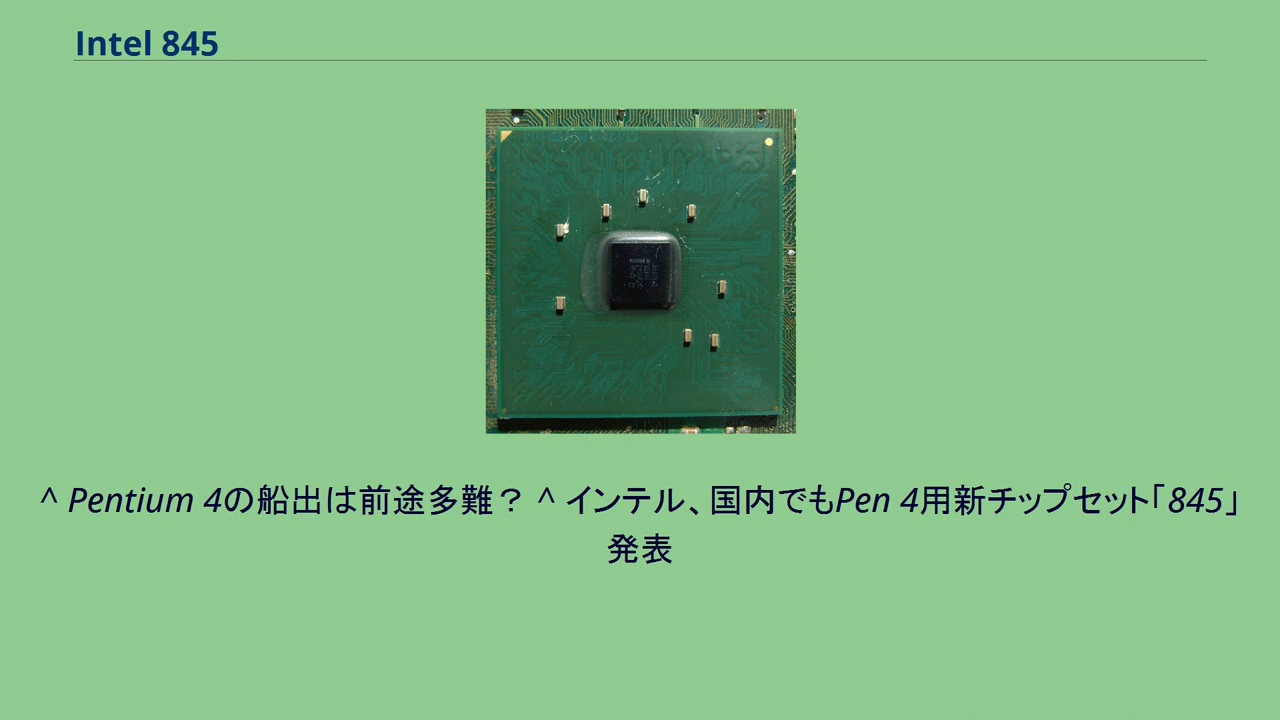 Intel 845
^ Pentium 4の船出は前途多難？ ^ インテル、国内でもPen 4用新チップセット「845」
発表